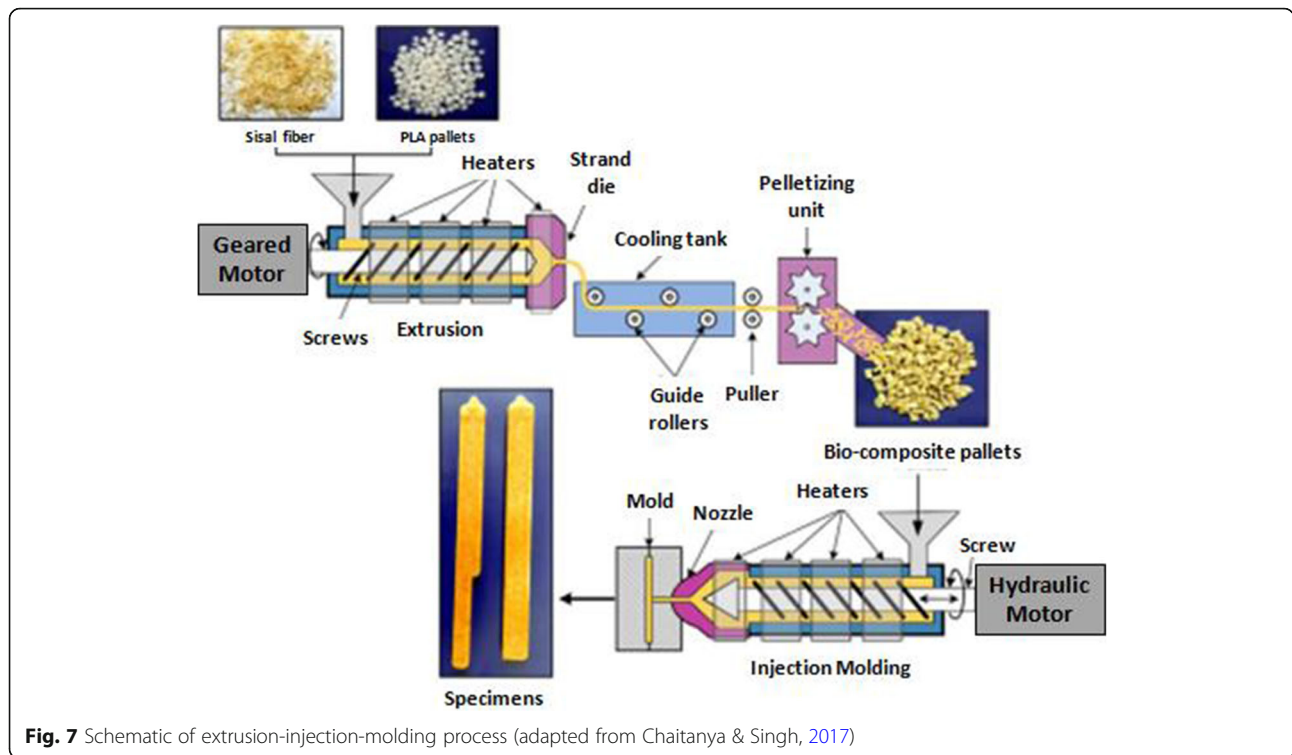 Sisal fiber
PLA pallets
Heaters
Strand
die
Pelletizing
unit
Cooling tank
Geared
Motor
Screws
Extrusion
Guide
rollers
Puller
Bio-composite pallets
Heaters
Mold
Nozzle
Screw
Hydraulic
Motor
Injection Molding
Specimens
Fig. 7 Schematic of extrusion-injection-molding process (adapted from Chaitanya & Singh, 2017)